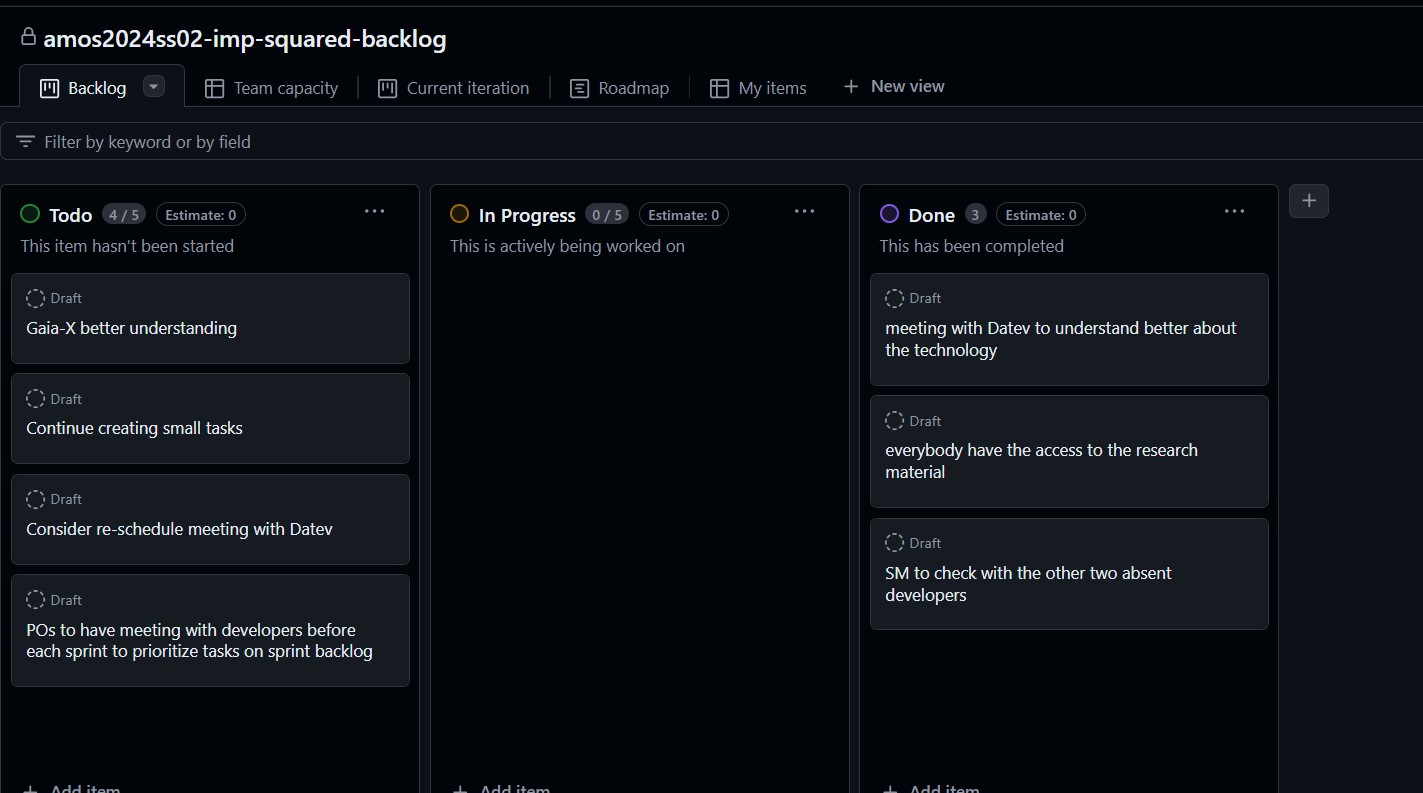 amos2024ss02-imp-squared-backlog
Backlog
Team capacity
Current iteration
Roadmap
My items
New view
Filter by keyword or by field
Todo 4 / 5 Estimate: 0
This item hasn't been started
Draft
Gaia-X better understanding
Draft
Continue creating small tasks
Draft
Consider re-schedule meeting with Datev
Draft
POs to have meeting with developers before
each sprint to prioritize tasks on sprint backlog
Add item
In Progress 0 / 5 Estimate: 0
This is actively being worked on
Add item
Done 3 Estimate: 0
This has been completed
Draft
meeting with Datev to understand better about
the technology
Draft
everybody have the access to the research
material
Draft
SM to check with the other two absent
developers
Add item